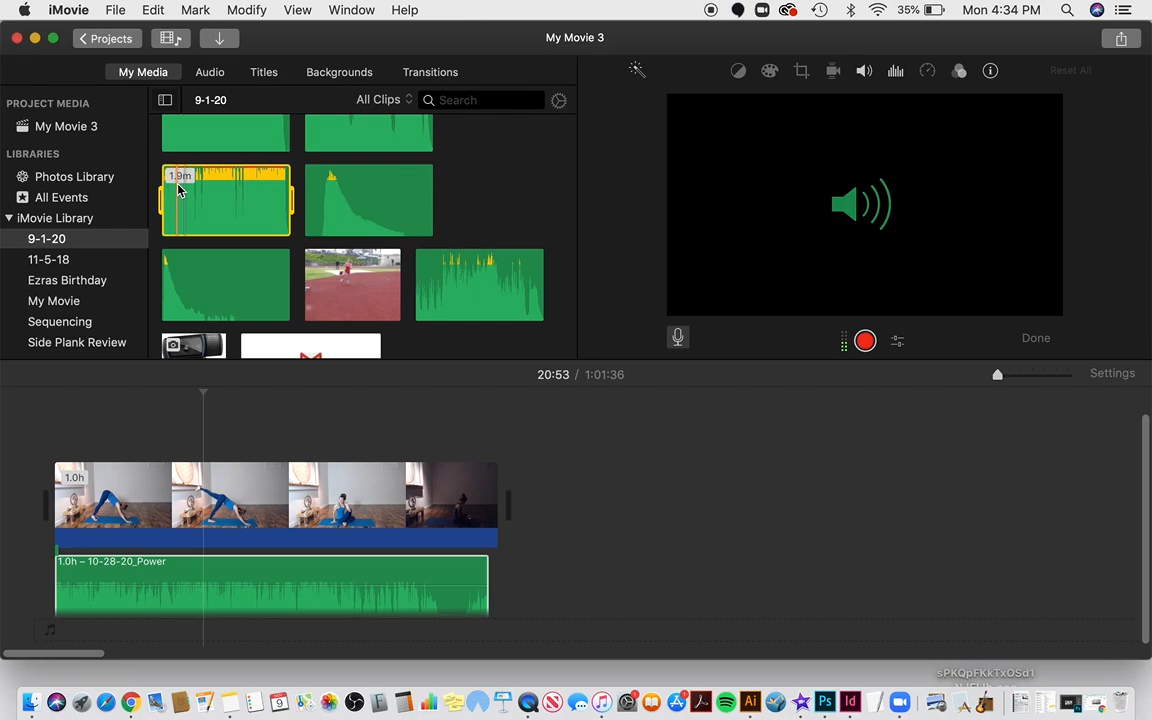 iMovie File Edit Mark Modify View Window Help 35% Mon 4:34 PM
Projects My Movie 3
My Media Audio Titles Backgrounds Transitions Reset All
PROJECT MEDIA 9-1-20 All Clips Search
My Movie 3
LIBRARIES
Photos Library 1.9m
All Events
iMovie Library
9-1-20
11-5-18
Ezras Birthday
My Movie
Sequencing
Side Plank Review Done
20:53 / 1:01:36 Settings
1.0h
1.0h – 10-28-20_Power
sPKQpFKkTxOSd1